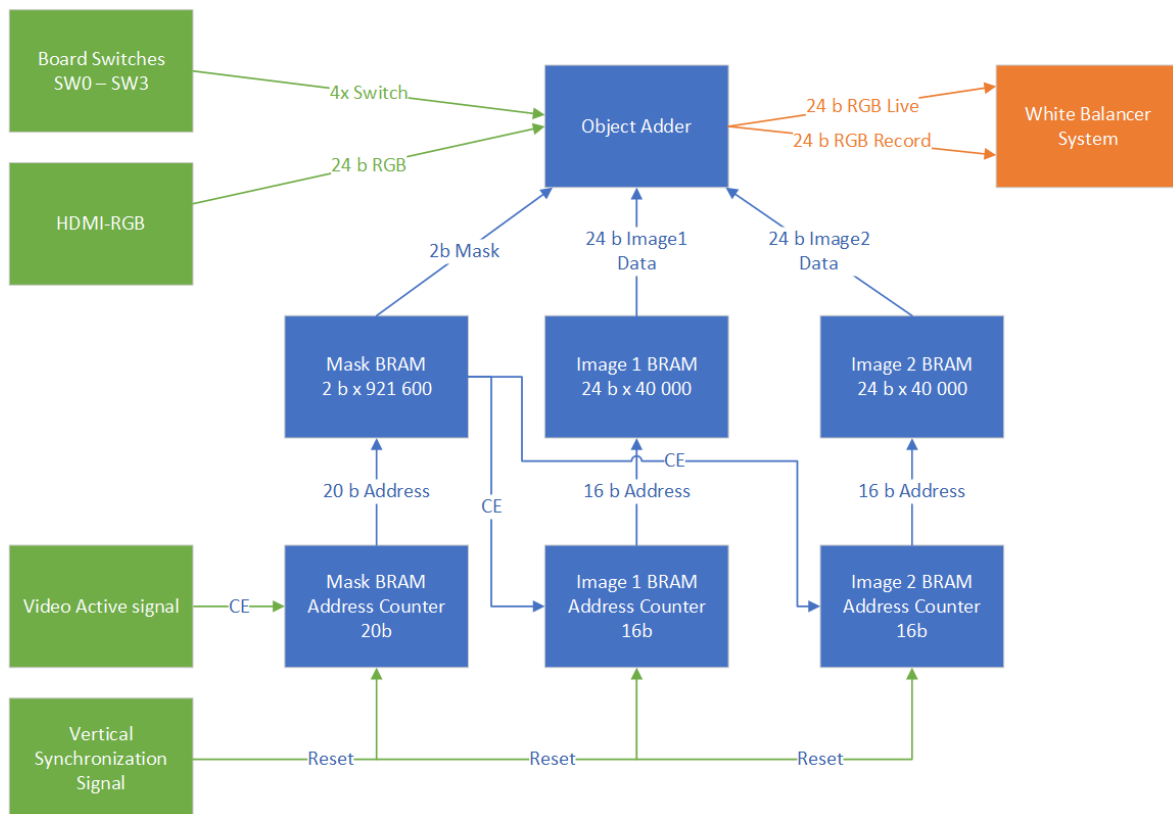 Board Switches
SW0 – SW3
4x Switch
Object Adder
24 b RGB Live
24 b RGB Record
White Balancer
System
24 b RGB
HDMI-RGB
2b Mask
24 b Image1
Data
24 b Image2
Data
Mask BRAM
2 b x 921 600
Image 1 BRAM
24 b x 40 000
Image 2 BRAM
24 b x 40 000
CE
20 b Address
CE
16 b Address
16 b Address
Video Active signal
CE
Mask BRAM
Address Counter
20b
Image 1 BRAM
Address Counter
16b
Image 2 BRAM
Address Counter
16b
Vertical
Synchronization
Signal
Reset
Reset
Reset